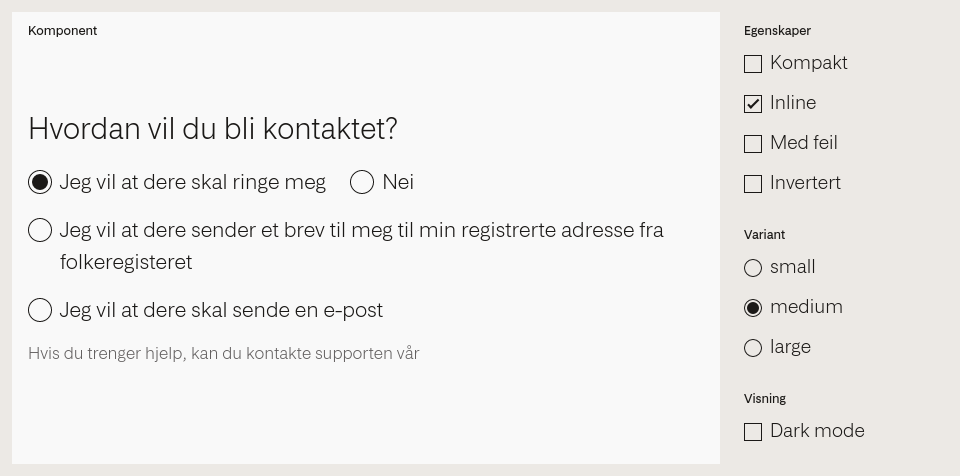 Komponent
Hvordan vil du bli kontaktet?
Jeg vil at dere skal ringe meg
Nei
Jeg vil at dere sender et brev til meg til min registrerte adresse fra
folkeregisteret
Jeg vil at dere skal sende en e-post
Hvis du trenger hjelp, kan du kontakte supporten vår
Egenskaper
Kompakt
Inline
Med feil
Invertert
Variant
small
medium
large
Visning
Dark mode